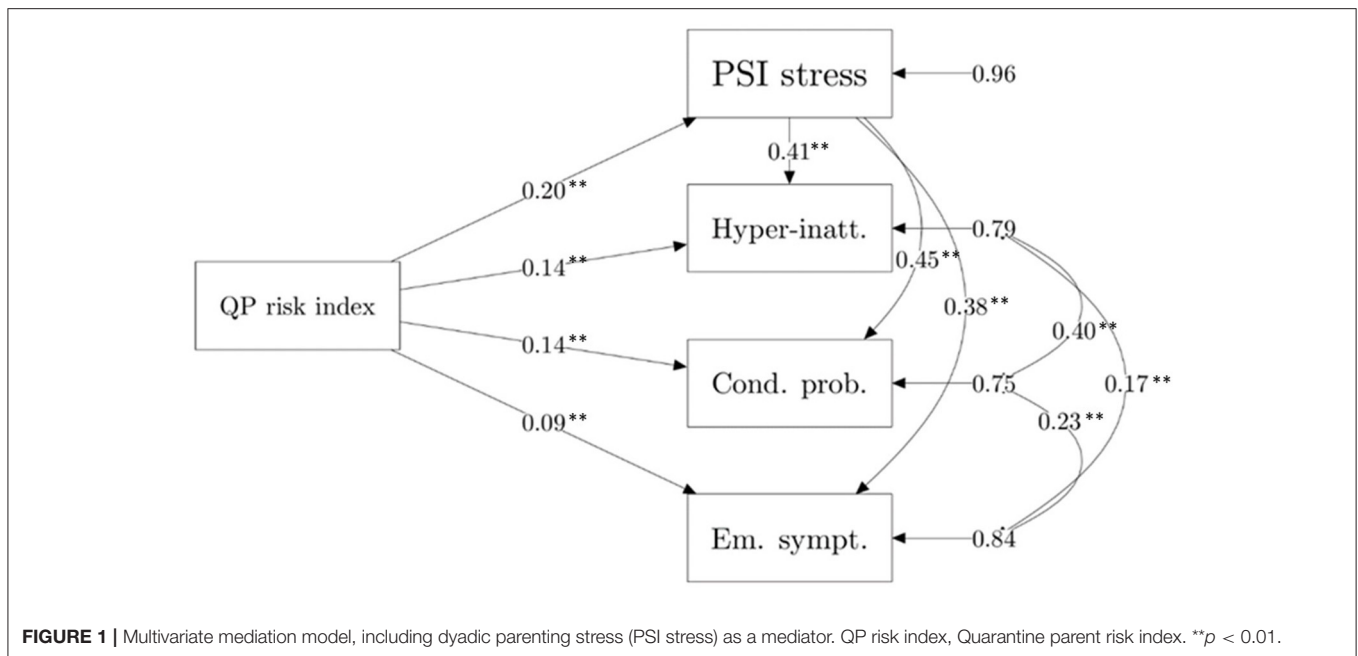 PSI stress
0.96
0.41**
0.20**
Hyper-inatt.
0.79
0.14**
0.45**
QP risk index
0.38**
0.40**
0.14**
Cond. prob.
0.75
0.17**
0.09**
0.23**
Em. sympt.
0.84
FIGURE 1 | Multivariate mediation model, including dyadic parenting stress (PSI stress) as a mediator. QP risk index, Quarantine parent risk index. **p < 0.01.